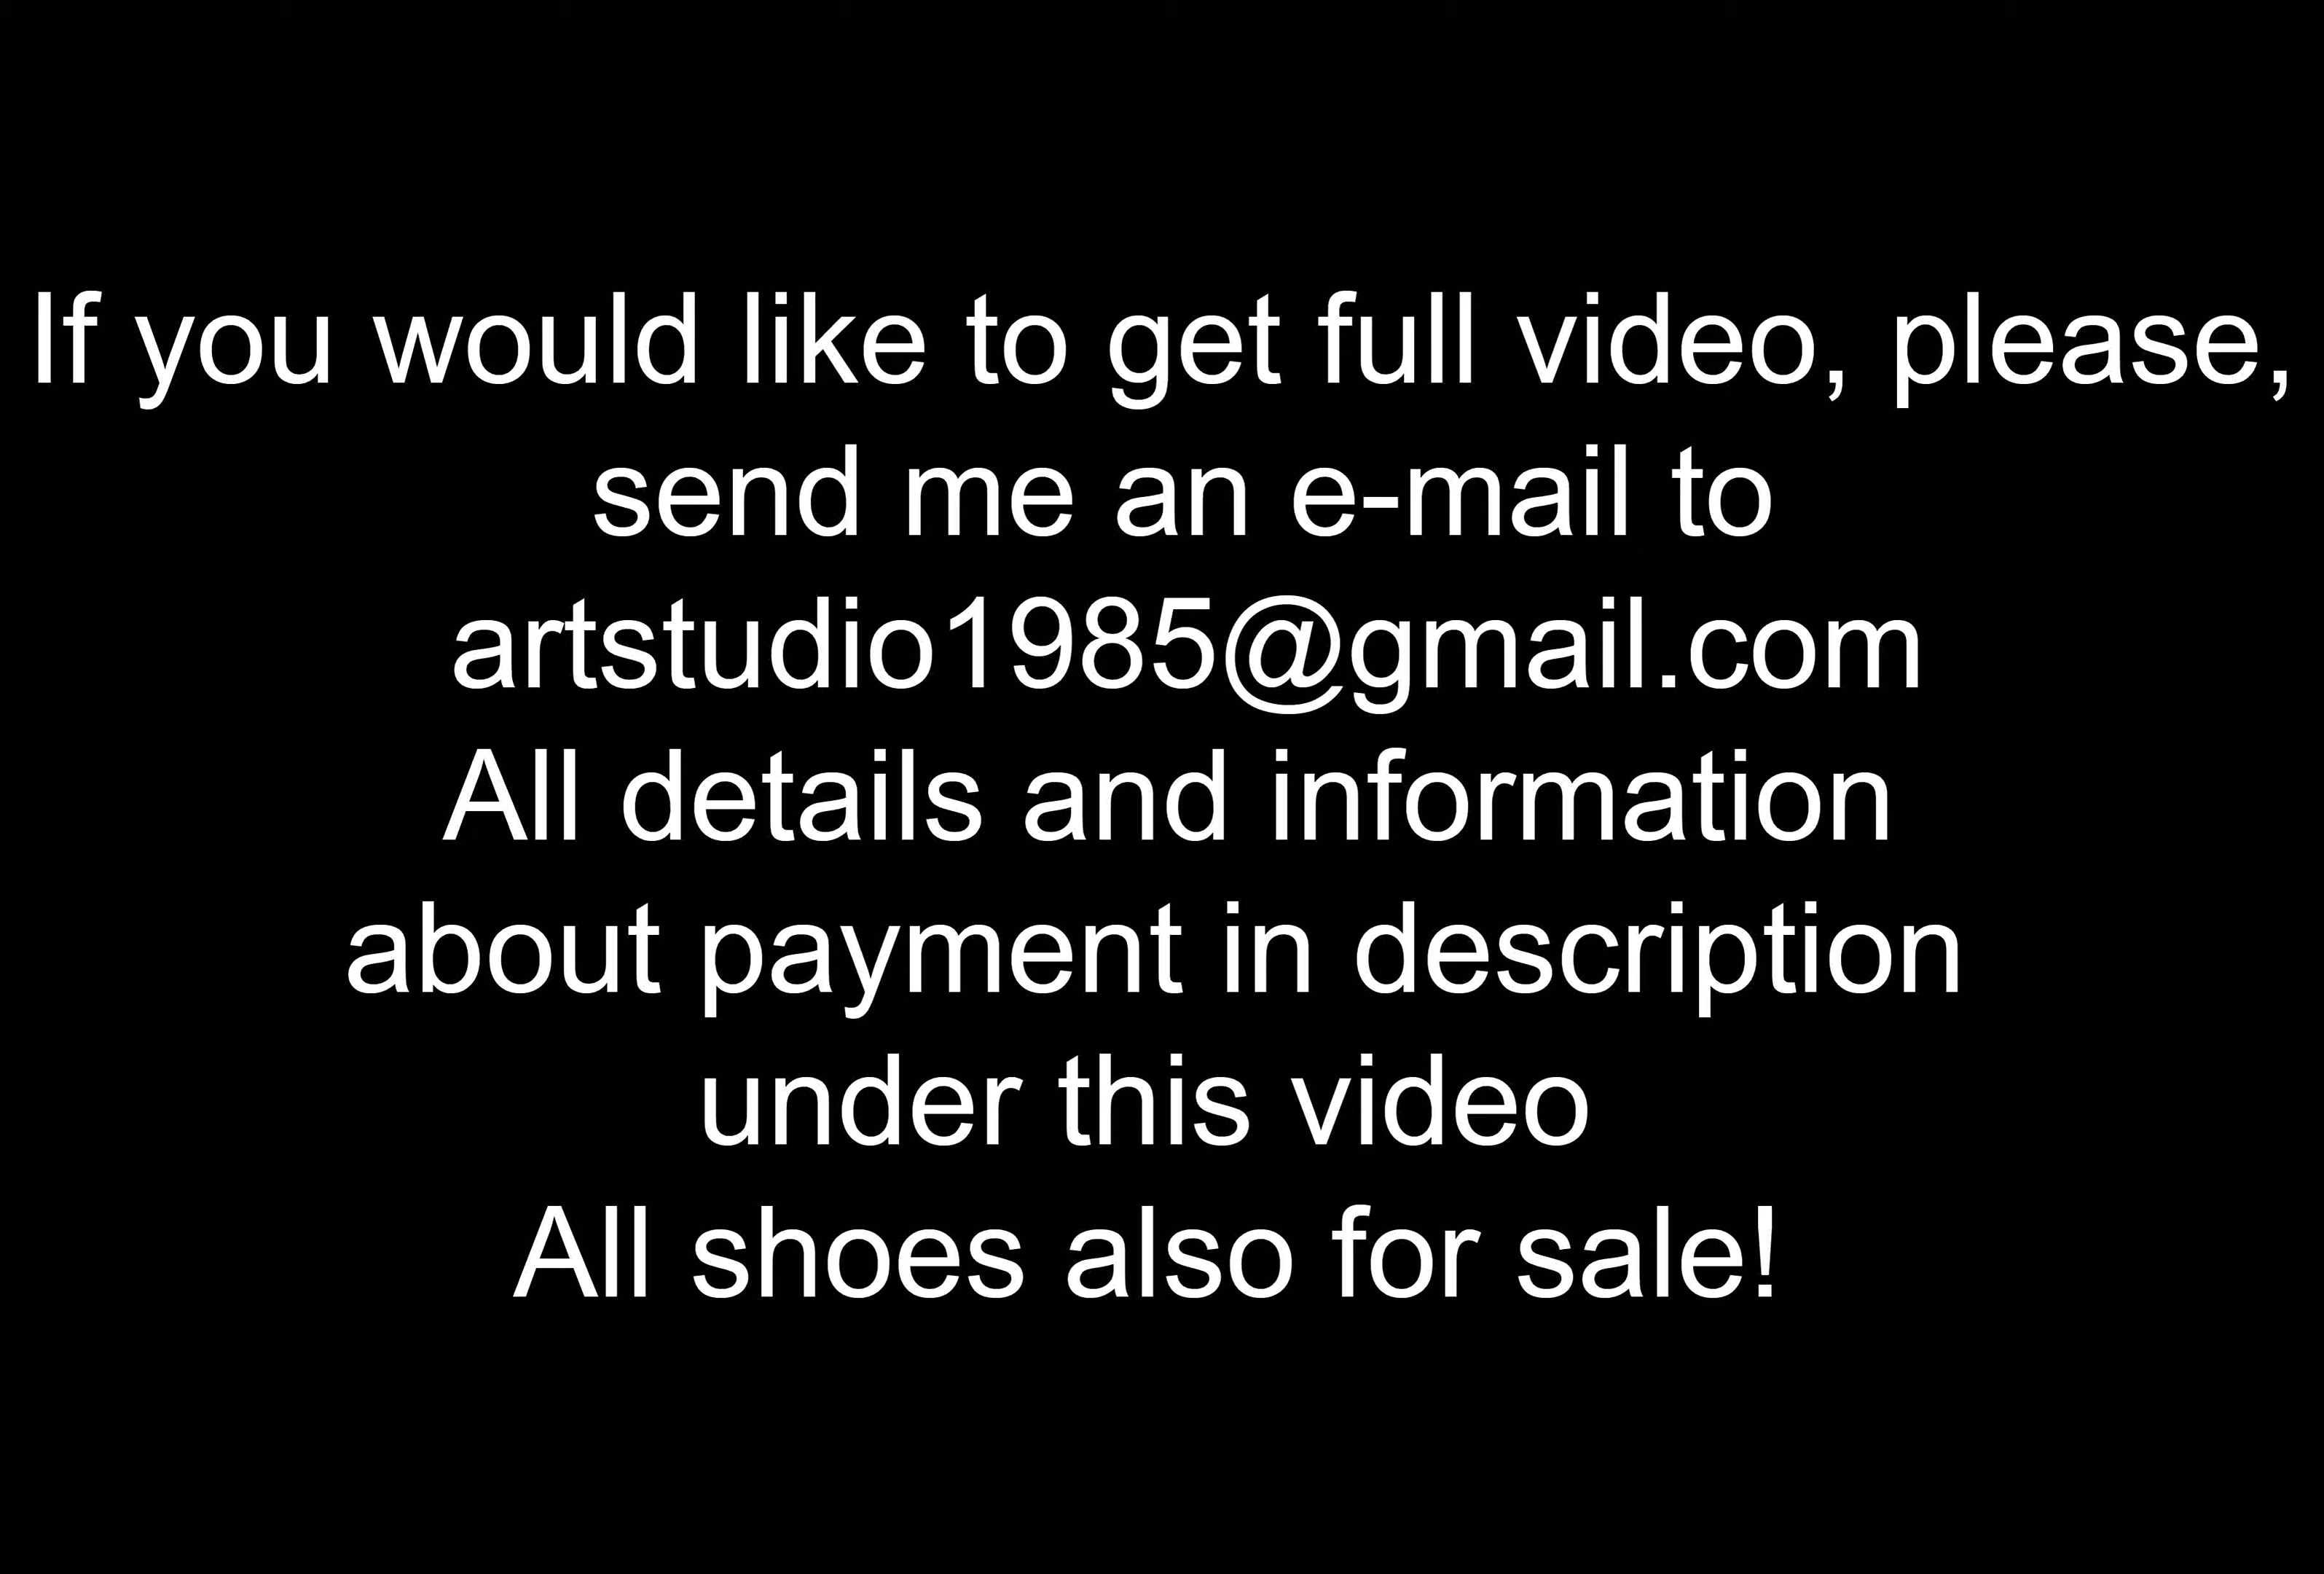 If you would like to get full video, please,
send me an e-mail to
artstudio1985@gmail.com
All details and information
about payment in description
under this video
All shoes also for sale!